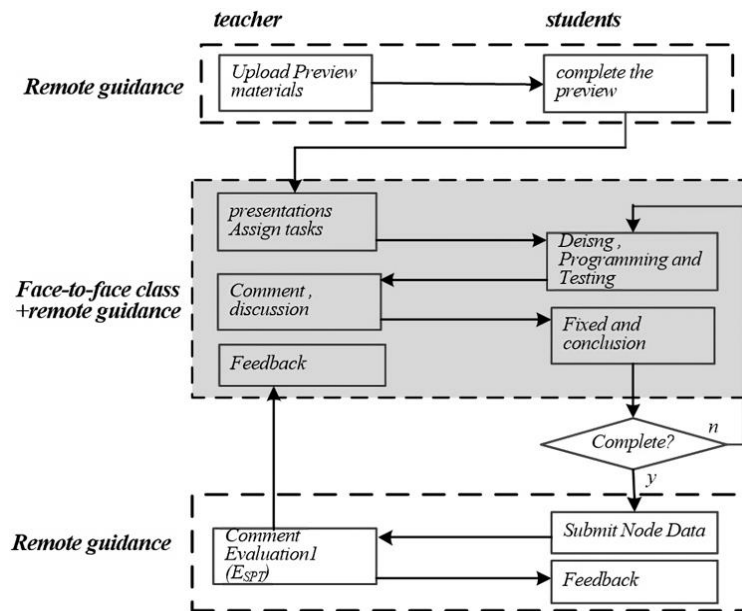 teacher
students
Remote guidance
Upload Preview
materials
complete the
preview
presentations
Assign tasks
Deisng ,
Programming and
Testing
Face-to-face class
+remote guidance
Comment ,
discussion
Fixed and
conclusion
Feedback
Complete?
n
y
Remote guidance
Comment
Evaluation1
(ESPT)
Submit Node Data
Feedback